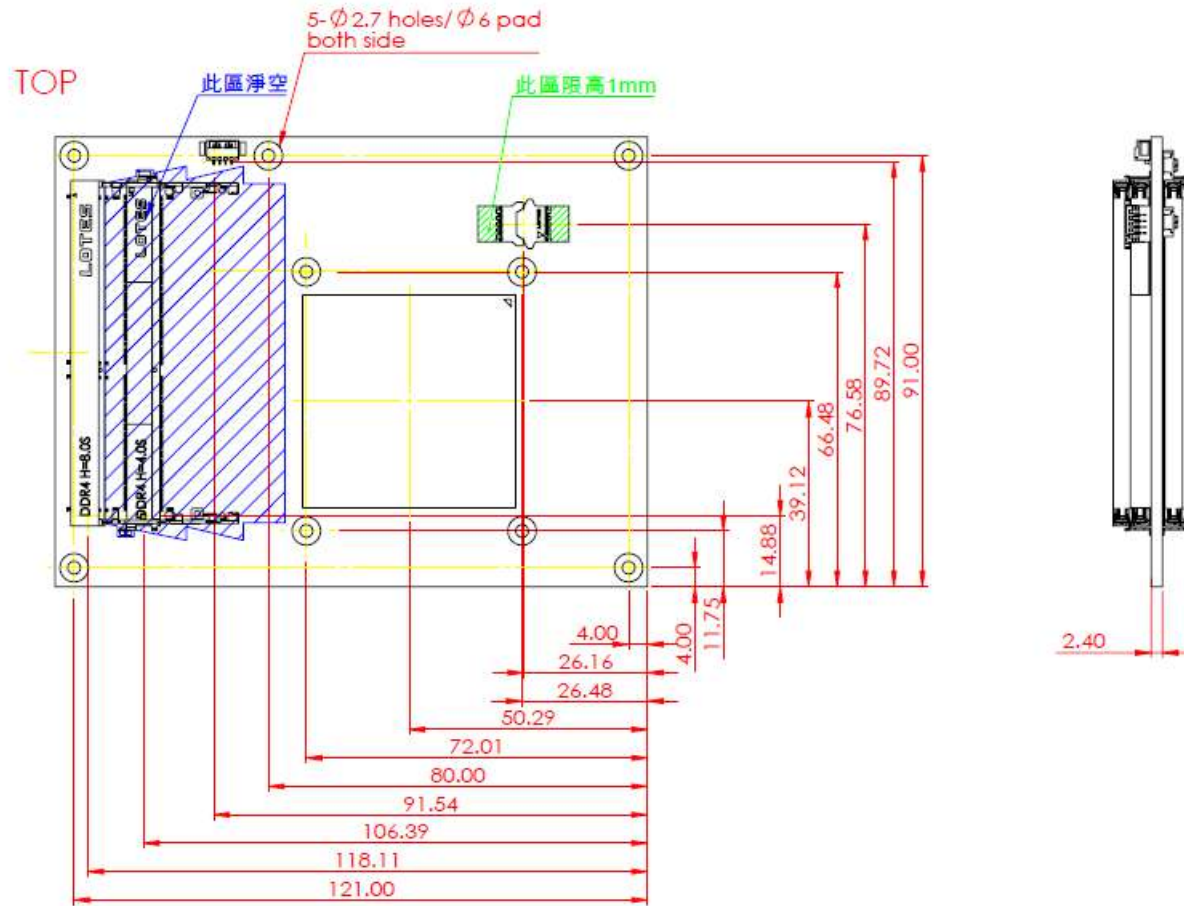 5-Ø2.7 holes/Ø6 pad
both side
TOP
此區淨空
此區限高1mm
LOTES
LOTES
DDR4 H=8.0S
DDR4 H=4.0S
91.00
89.72
76.58
66.48
39.12
14.88
11.75
4.00
4.00
26.16
26.48
50.29
72.01
80.00
91.54
106.39
118.11
121.00
2.40